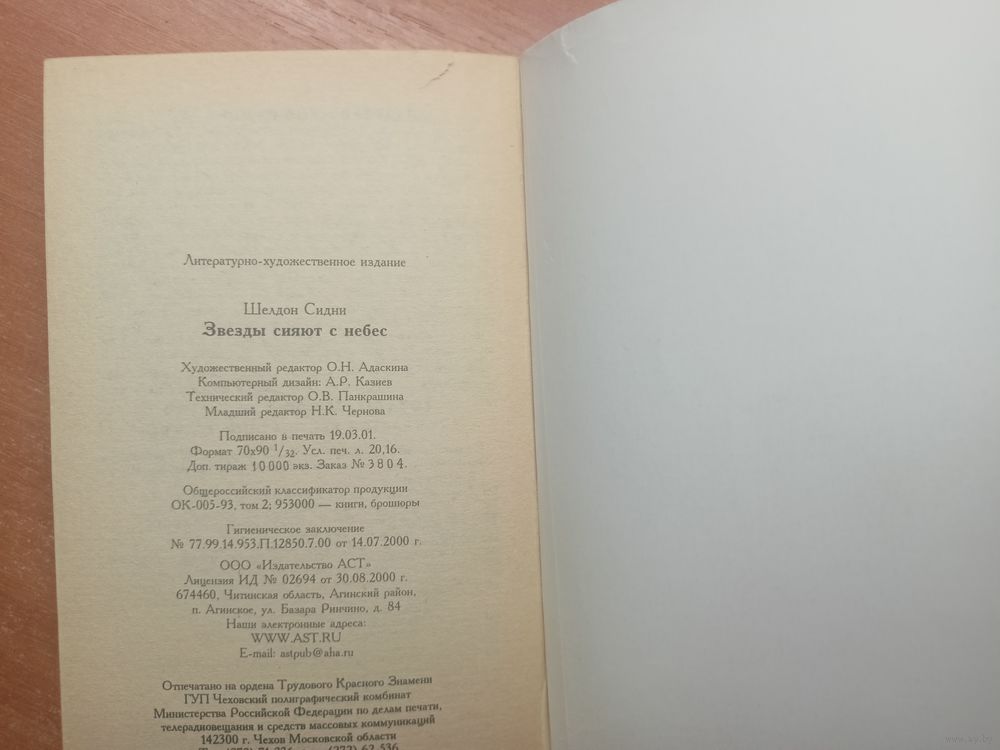 Литературно-художественное издание
Шелдон Сидни
Звезды сияют с небес
Художественный редактор О.Н. Адаскина
Компьютерный дизайн: А.Р. Казиев
Технический редактор О.В. Панкрашина
Младший редактор Н.К. Чернова
Подписано в печать 19.03.01.
Формат 70х90 1/32. Усл. печ. л. 20,16.
Доп. тираж 10000 экз. Заказ № 3804.
Общероссийский классификатор продукции
ОК-005-93, том 2; 953000 — книги, брошюры
Гигиеническое заключение
№ 77.99.14.953.П.12850.7.00 от 14.07.2000 г.
ООО «Издательство АСТ»
Лицензия ИД № 02694 от 30.08.2000 г.
674460, Читинская область, Агинский район,
п. Агинское, ул. Базара Ринчино, д. 84
Наши электронные адреса:
WWW.AST.RU
E-mail: astpub@aha.ru
Отпечатано на ордена Трудового Красного Знамени
ГУП Чеховский полиграфический комбинат
Министерства Российской Федерации по делам печати,
телерадиовещания и средств массовых коммуникаций
142300 г. Чехов Московской области